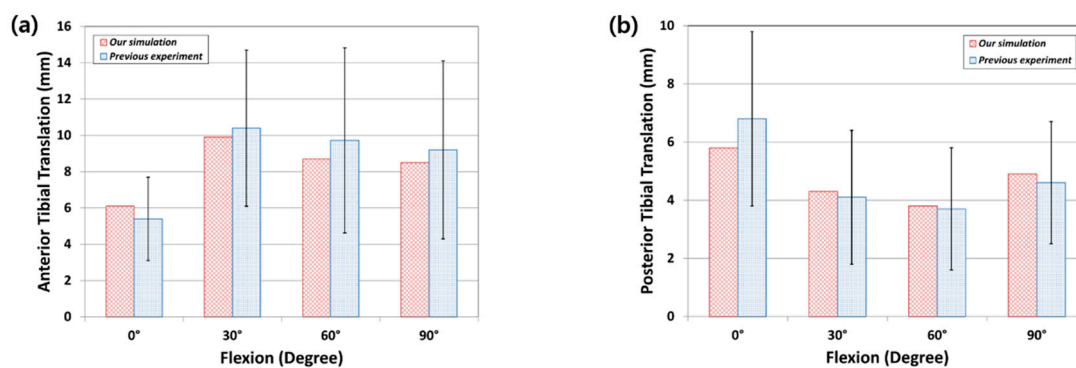 (a)
Anterior Tibial Translation (mm)
16
14
12
10
8
6
4
2
0
Our simulation
Previous experiment
0° 30° 60° 90°
Flexion (Degree)
(b)
Posterior Tibial Translation (mm)
10
8
6
4
2
0
Our simulation
Previous experiment
0° 30° 60° 90°
Flexion (Degree)